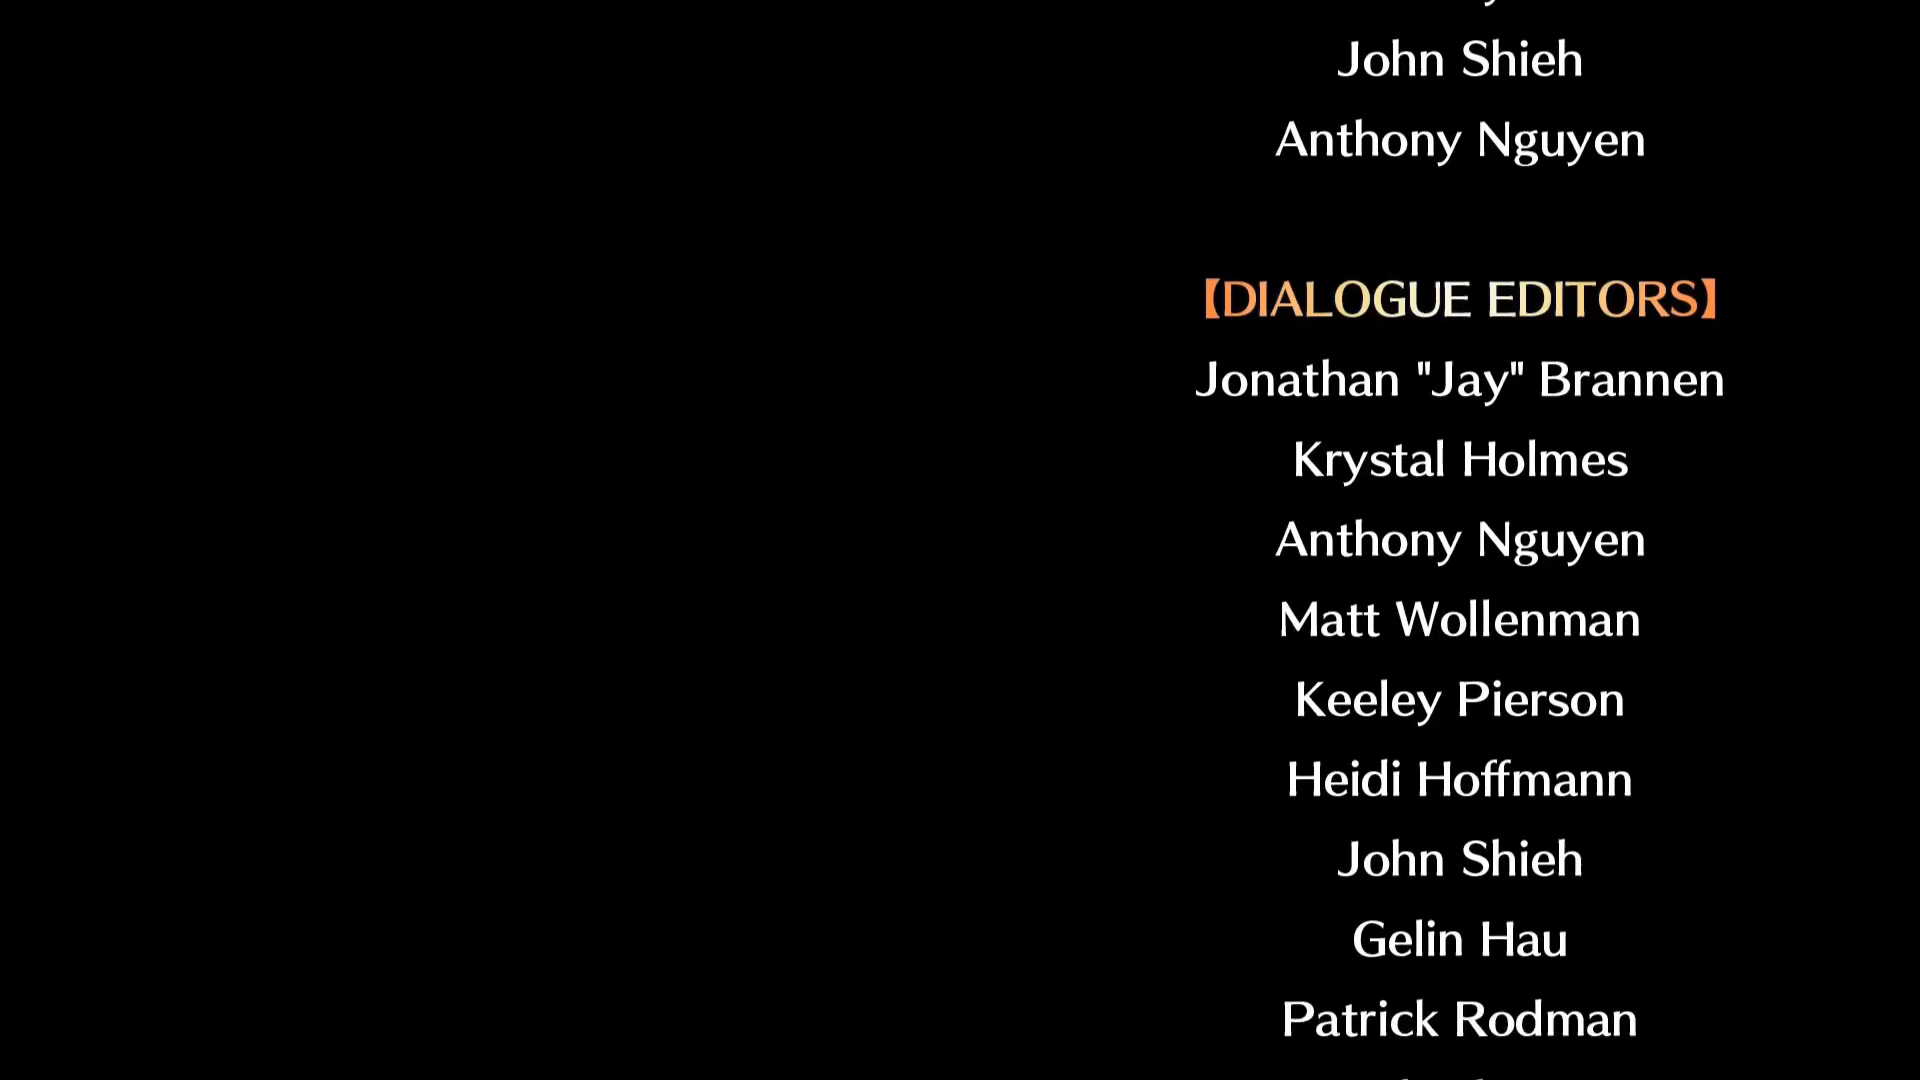 John Shieh
Anthony Nguyen
【DIALOGUE EDITORS】
Jonathan "Jay" Brannen
Krystal Holmes
Anthony Nguyen
Matt Wollenman
Keeley Pierson
Heidi Hoffmann
John Shieh
Gelin Hau
Patrick Rodman